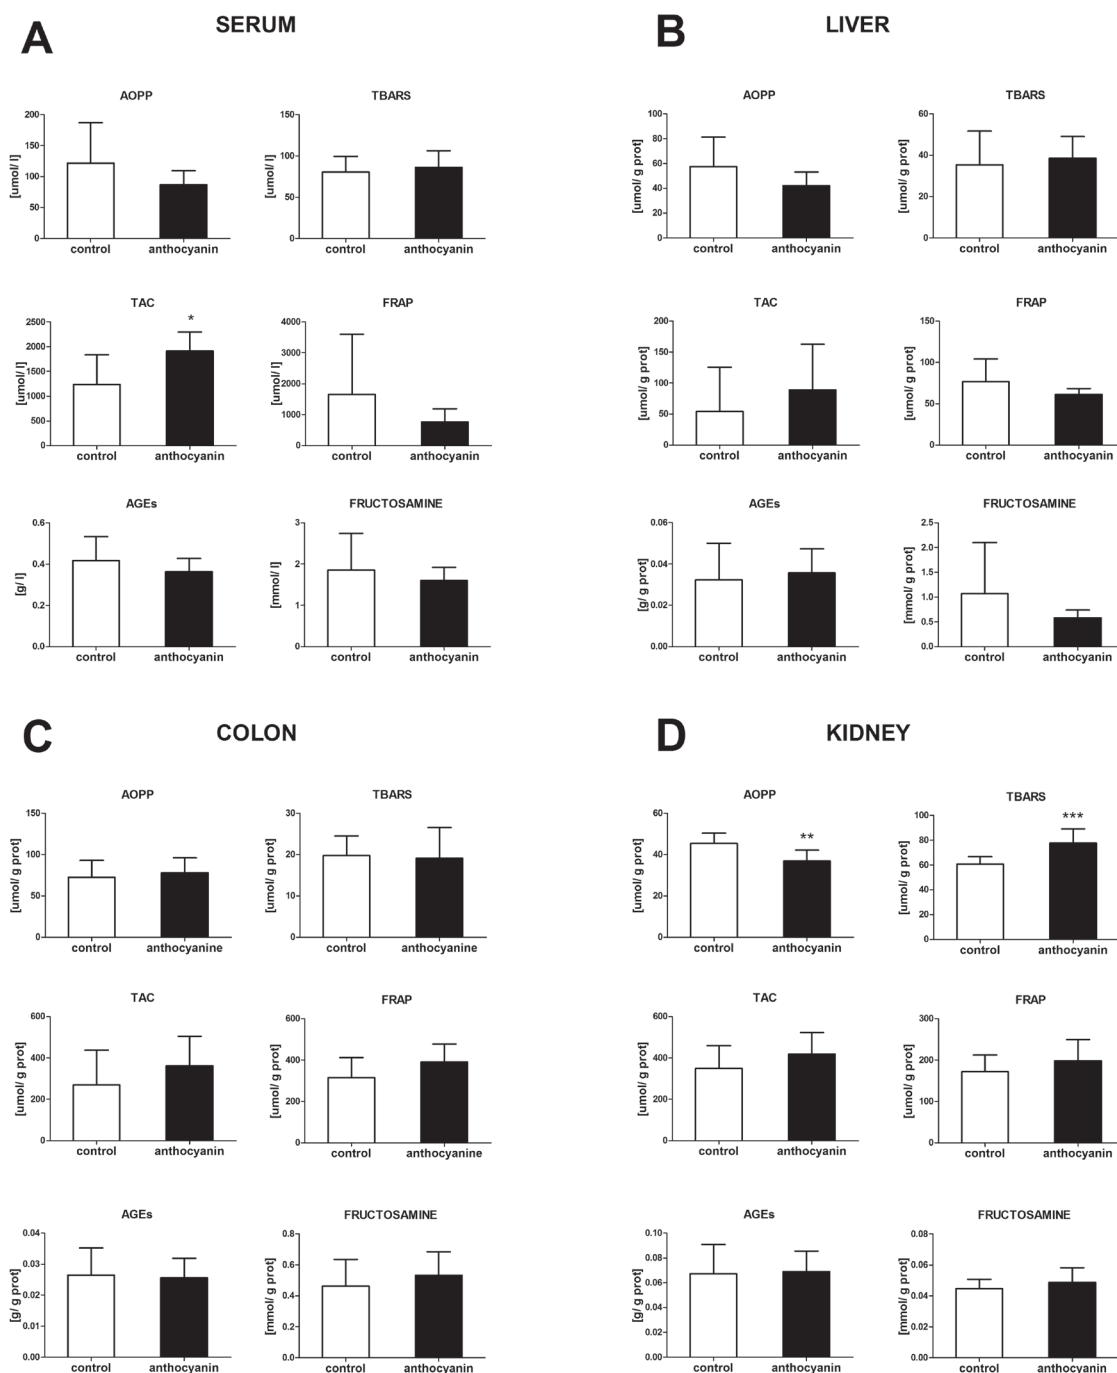 A SERUM
AOPP
[umol/ l]
200
150
100
50
0
control anthocyanin
TBARS
[umol/ l]
150
100
50
0
control anthocyanin
TAC
[umol/ l]
2500
2000
1500
1000
500
0
*
control anthocyanin
FRAP
[umol/ l]
4000
3000
2000
1000
0
control anthocyanin
AGEs
[g/ l]
0.6
0.4
0.2
0.0
control anthocyanin
FRUCTOSAMINE
[mmol/ l]
3
2
1
0
control anthocyanin
B LIVER
AOPP
[umol/ g prot]
100
80
60
40
20
0
control anthocyanin
TBARS
[umol/ g prot]
60
40
20
0
control anthocyanin
TAC
[umol/ g prot]
200
150
100
50
0
control anthocyanin
FRAP
[umol/ g prot]
150
100
50
0
control anthocyanin
AGEs
[g/ g prot]
0.06
0.04
0.02
0.00
control anthocyanin
FRUCTOSAMINE
[mmol/ g prot]
2.5
2.0
1.5
1.0
0.5
0.0
control anthocyanin
C COLON
AOPP
[umol/ g prot]
150
100
50
0
control anthocyanine
TBARS
[umol/ g prot]
30
20
10
0
control anthocyanine
TAC
[umol/ g prot]
600
400
200
0
control anthocyanin
FRAP
[umol/ g prot]
600
400
200
0
control anthocyanine
AGEs
[g/ g prot]
0.04
0.03
0.02
0.01
0.00
control anthocyanin
FRUCTOSAMINE
[mmol/ g prot]
0.8
0.6
0.4
0.2
0.0
control anthocyanin
D KIDNEY
AOPP
[umol/ g prot]
60
40
20
0
**
control anthocyanin
TBARS
[umol/ g prot]
100
80
60
40
20
0
***
control anthocyanin
TAC
[umol/ g prot]
600
400
200
0
control anthocyanin
FRAP
[umol/ g prot]
300
200
100
0
control anthocyanin
AGEs
[g/ g prot]
0.10
0.08
0.06
0.04
0.02
0.00
control anthocyanin
FRUCTOSAMINE
[mmol/ g prot]
0.08
0.06
0.04
0.02
0.00
control anthocyanin